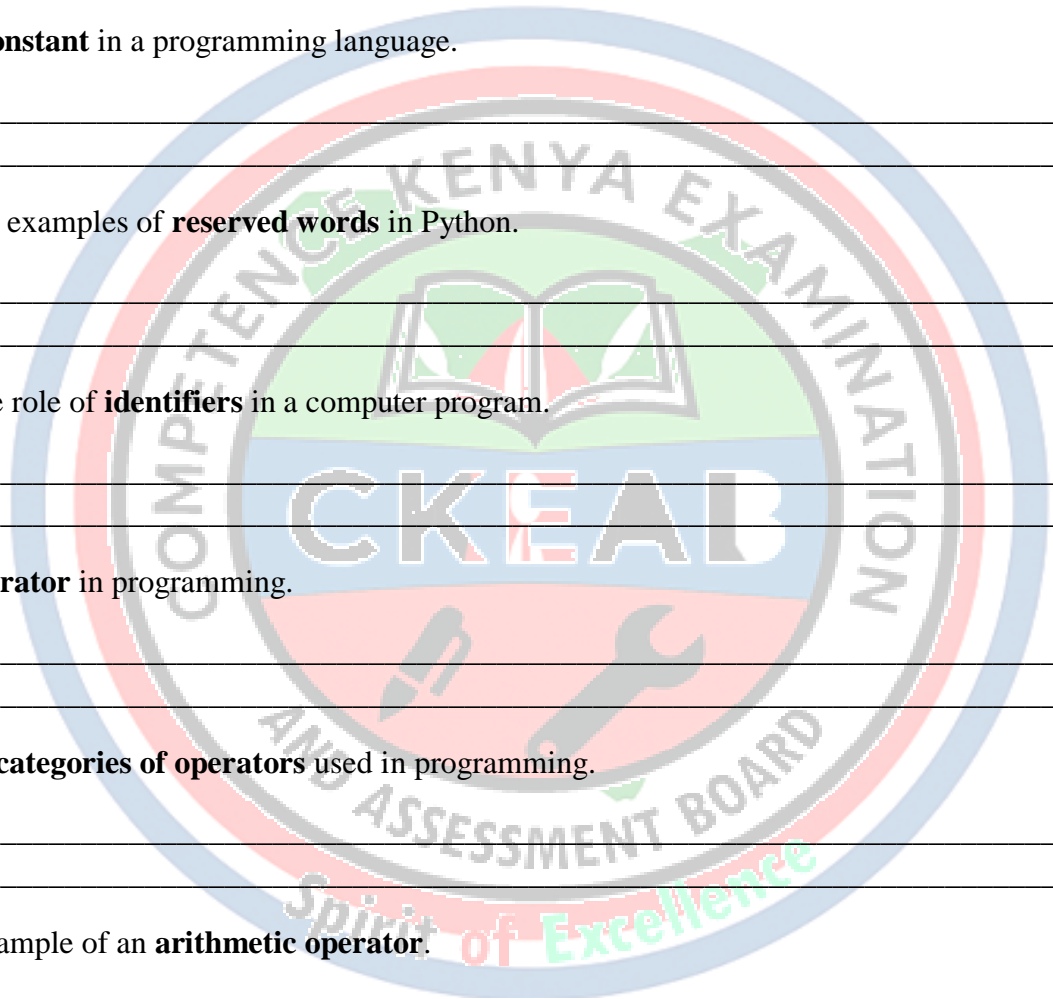 onstant in a programming language.
COMPETENCE KENYA EXAMINATION
examples of reserved words in Python.
e role of identifiers in a computer program.
CKEAB
rator in programming.
categories of operators used in programming.
AND ASSESSMENT BOARD
Spirit of Excellence
ample of an arithmetic operator.